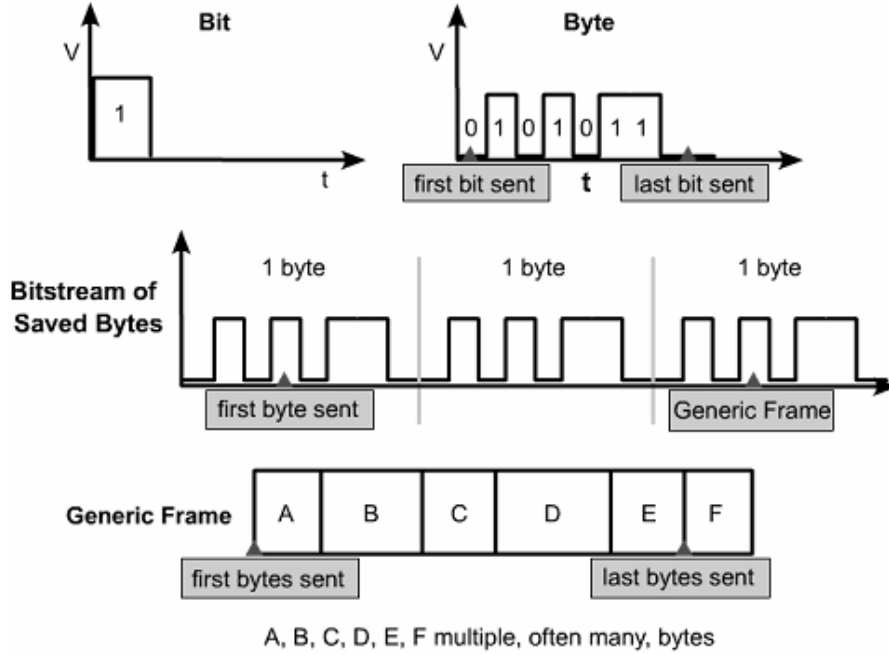 Bit
V
1
t
Byte
V
0 1 0 1 0 1 1
first bit sent
t
last bit sent
Bitstream of
Saved Bytes
1 byte
1 byte
1 byte
first byte sent
Generic Frame
Generic Frame
A B C D E F
first bytes sent
last bytes sent
A, B, C, D, E, F multiple, often many, bytes